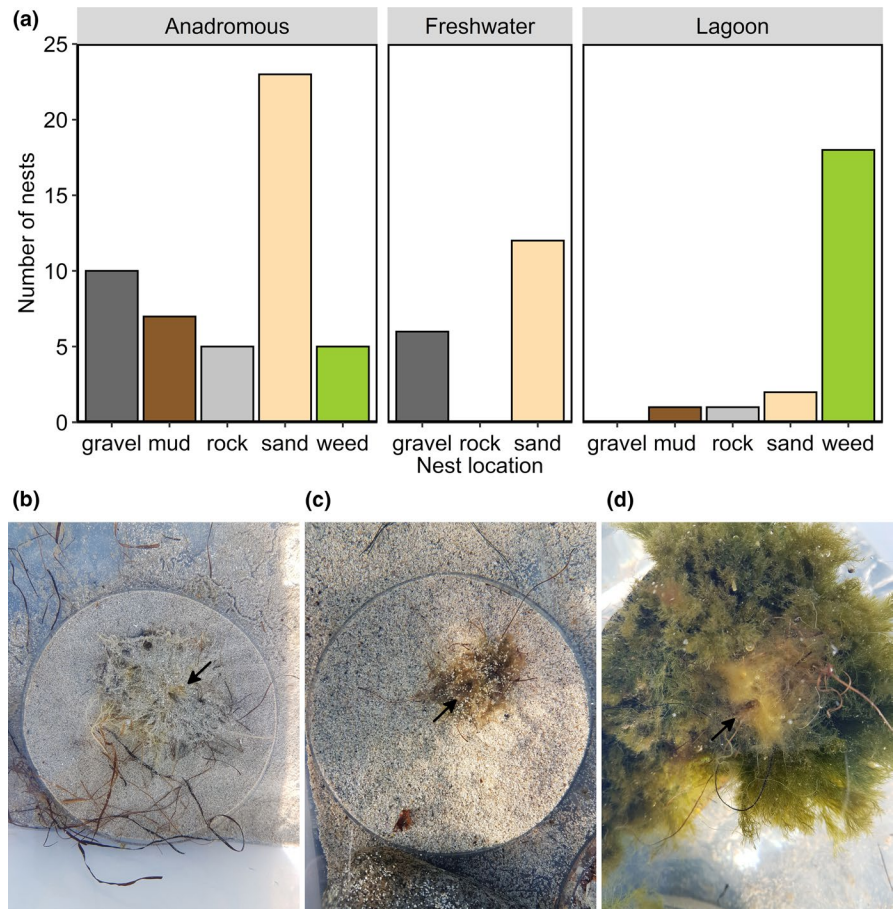 (a)
Anadromous Freshwater Lagoon
Number of nests
25
20
15
10
5
0
gravel mud rock sand weed gravel rock sand gravel mud rock sand weed
Nest location
(b) (c) (d)